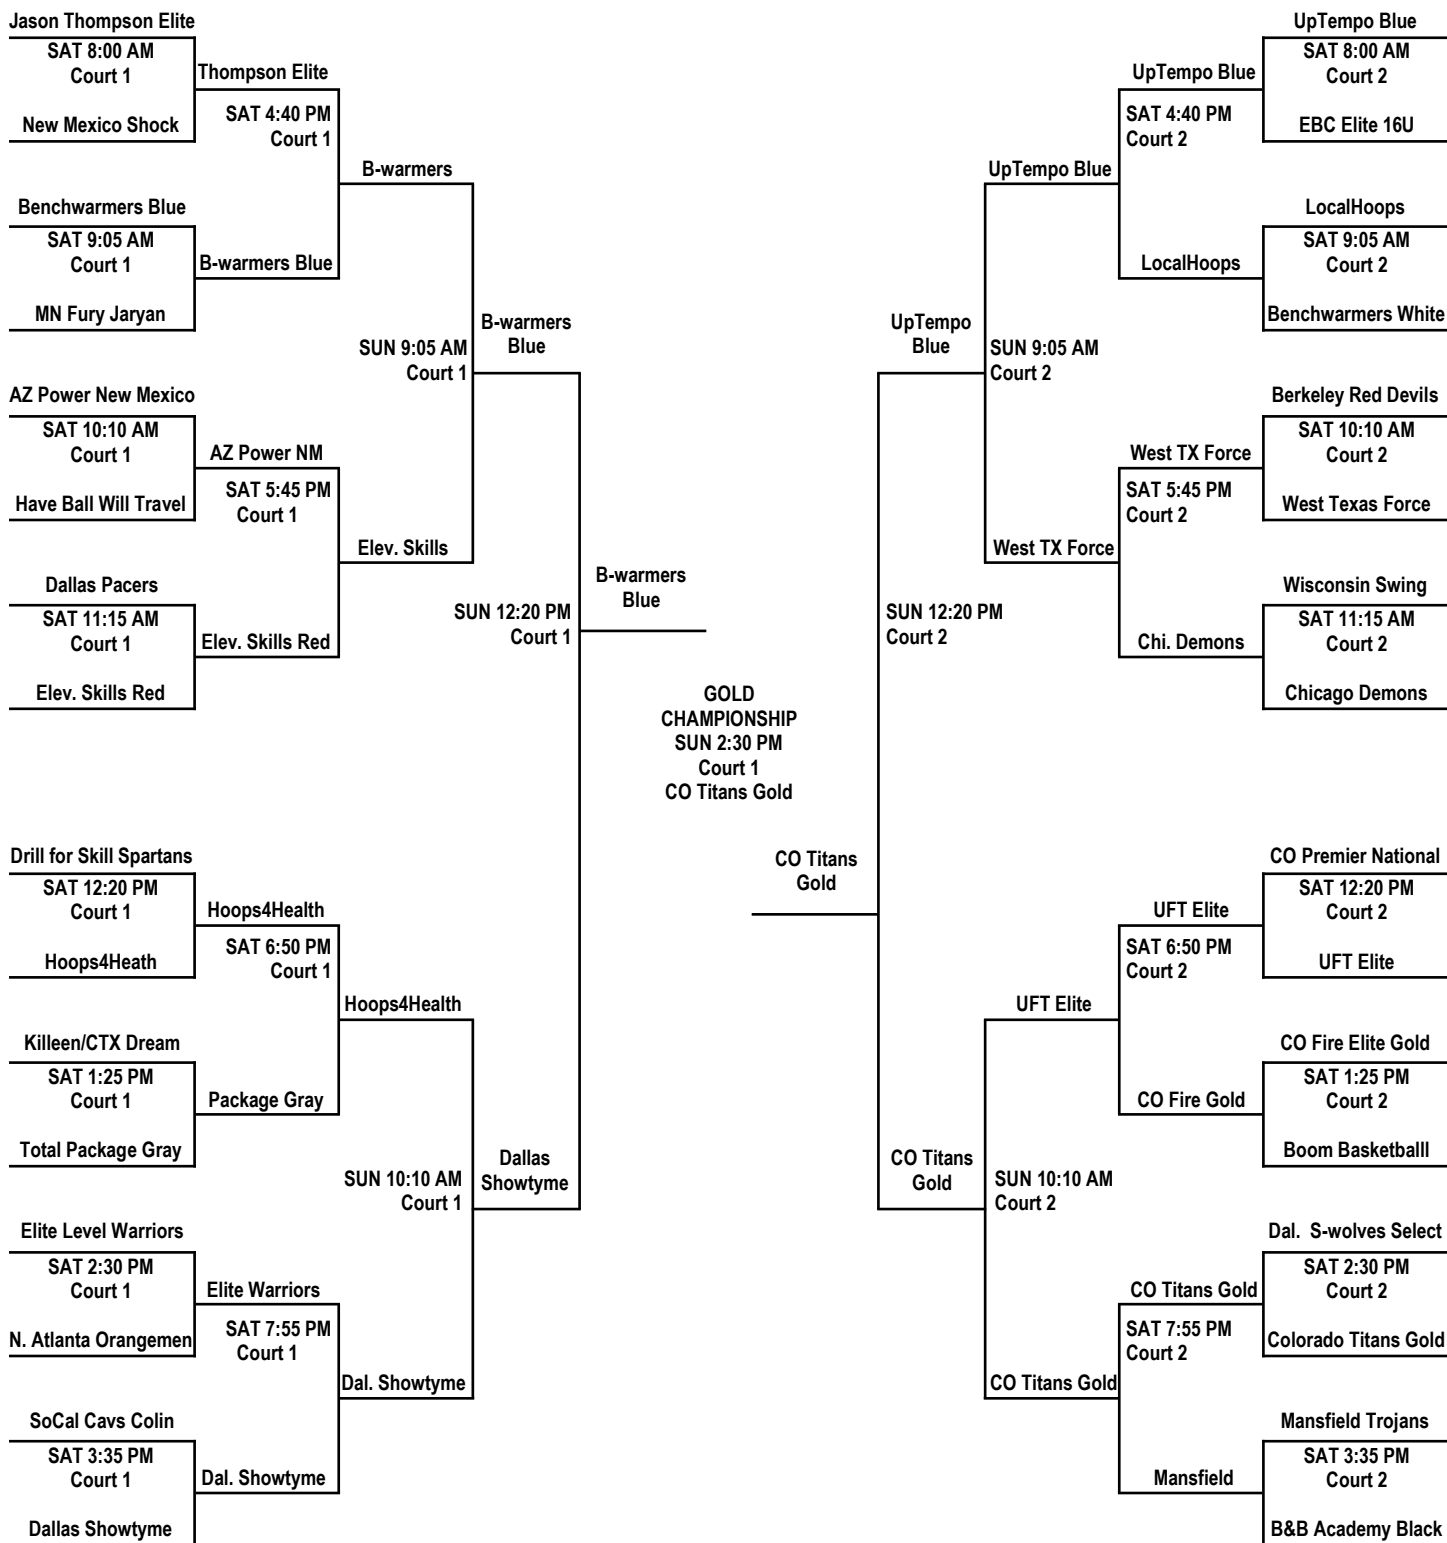 Jason Thompson Elite
SAT 8:00 AM
Court 1
New Mexico Shock
Benchwarmers Blue
SAT 9:05 AM
Court 1
MN Fury Jaryan
AZ Power New Mexico
SAT 10:10 AM
Court 1
Have Ball Will Travel
Dallas Pacers
SAT 11:15 AM
Court 1
Elev. Skills Red
Drill for Skill Spartans
SAT 12:20 PM
Court 1
Hoops4Heath
Killeen/CTX Dream
SAT 1:25 PM
Court 1
Total Package Gray
Elite Level Warriors
SAT 2:30 PM
Court 1
N. Atlanta Orangemen
SoCal Cavs Colin
SAT 3:35 PM
Court 1
Dallas Showtyme
Thompson Elite
SAT 4:40 PM
Court 1
B-warmers Blue
AZ Power NM
SAT 5:45 PM
Court 1
Elev. Skills Red
Hoops4Health
SAT 6:50 PM
Court 1
Package Gray
Elite Warriors
SAT 7:55 PM
Court 1
Dal. Showtyme
B-warmers
SUN 9:05 AM
Court 1
Elev. Skills
Hoops4Health
SUN 10:10 AM
Court 1
Dal. Showtyme
B-warmers
Blue
SUN 12:20 PM
Court 1
Dallas
Showtyme
B-warmers
Blue
GOLD
CHAMPIONSHIP
SUN 2:30 PM
Court 1
CO Titans Gold
CO Titans
Gold
UpTempo
Blue
SUN 12:20 PM
Court 2
CO Titans
Gold
UpTempo Blue
SUN 9:05 AM
Court 2
West TX Force
UFT Elite
SUN 10:10 AM
Court 2
CO Titans Gold
UpTempo Blue
SAT 4:40 PM
Court 2
LocalHoops
West TX Force
SAT 5:45 PM
Court 2
Chi. Demons
UFT Elite
SAT 6:50 PM
Court 2
CO Fire Gold
CO Titans Gold
SAT 7:55 PM
Court 2
Mansfield
UpTempo Blue
SAT 8:00 AM
Court 2
EBC Elite 16U
LocalHoops
SAT 9:05 AM
Court 2
Benchwarmers White
Berkeley Red Devils
SAT 10:10 AM
Court 2
West Texas Force
Wisconsin Swing
SAT 11:15 AM
Court 2
Chicago Demons
CO Premier National
SAT 12:20 PM
Court 2
UFT Elite
CO Fire Elite Gold
SAT 1:25 PM
Court 2
Boom Basketballl
Dal.  S-wolves Select
SAT 2:30 PM
Court 2
Colorado Titans Gold
Mansfield Trojans
SAT 3:35 PM
Court 2
B&B Academy Black